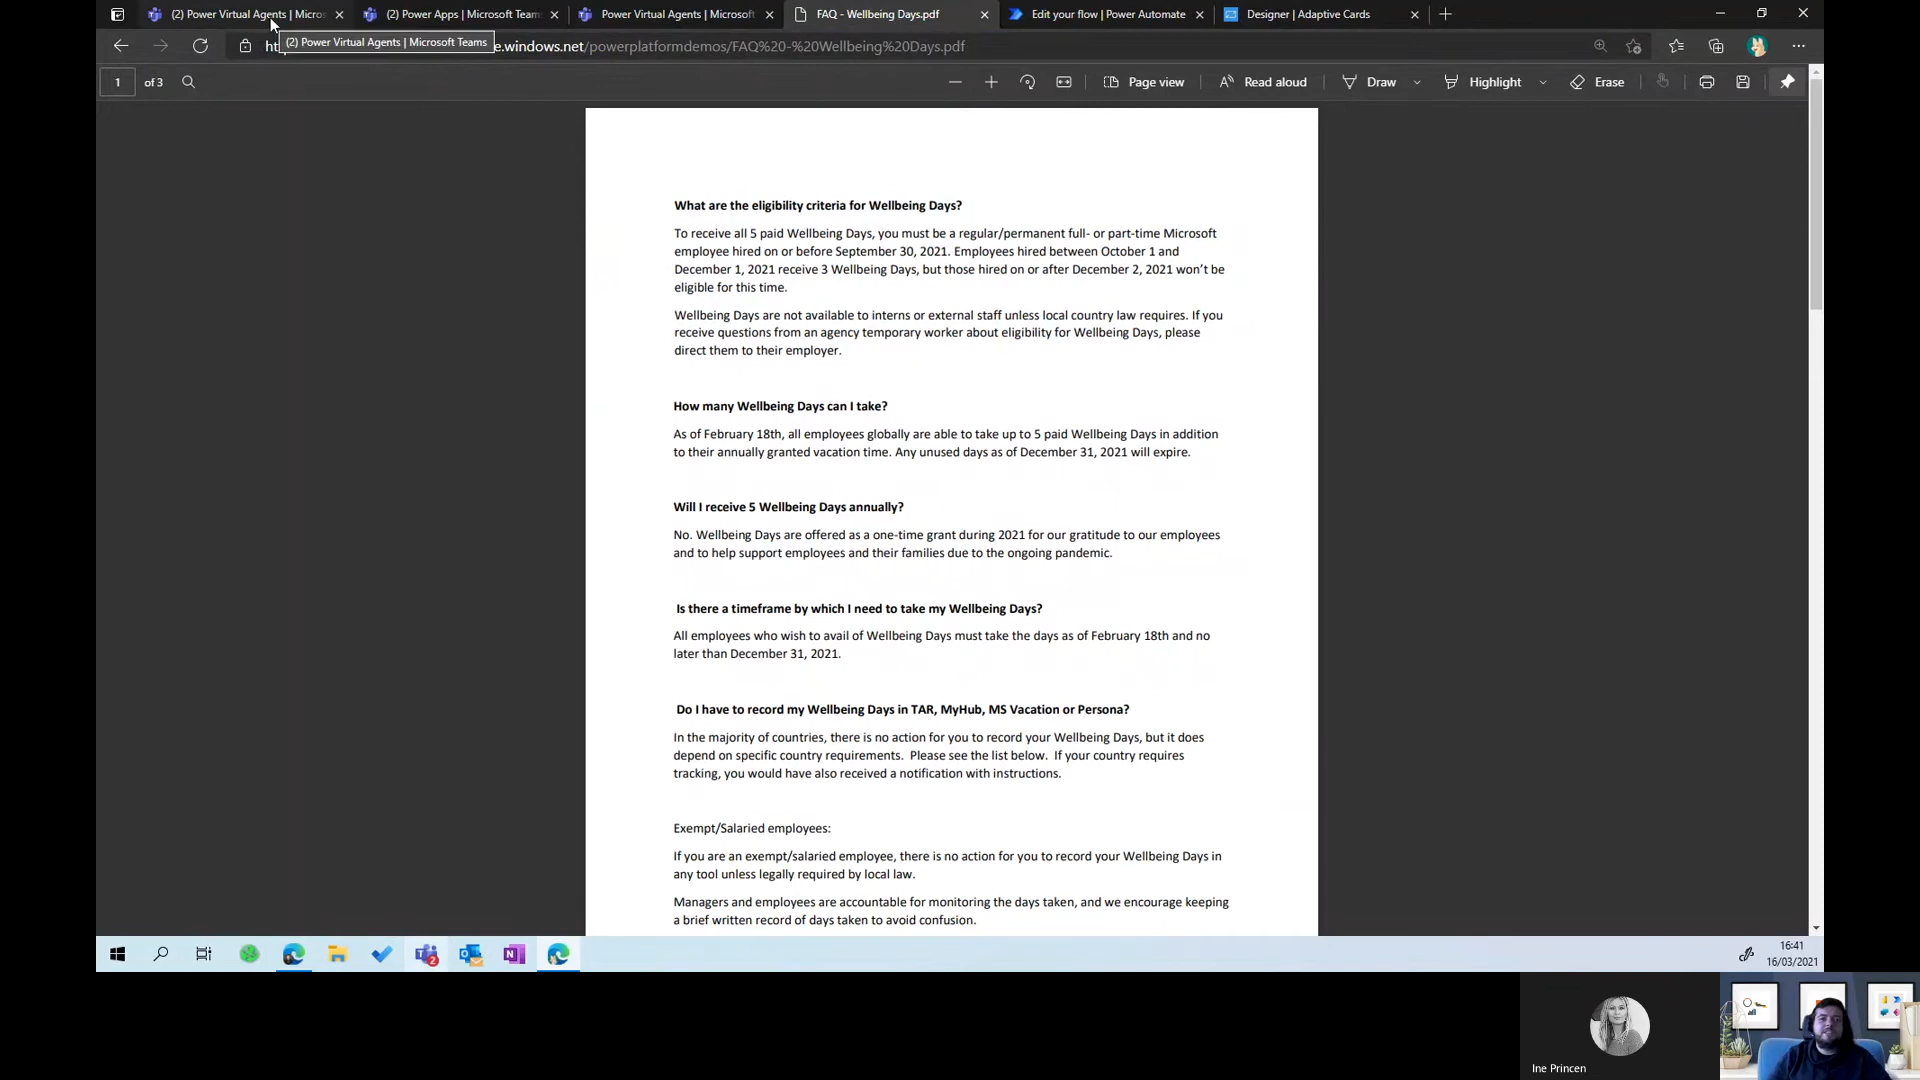 (2) Power Virtual Agents | Micros
(2) Power Apps | Microsoft Team
Power Virtual Agents | Microsoft
FAQ - Wellbeing Days.pdf
Edit your flow | Power Automate
Designer | Adaptive Cards
(2) Power Virtual Agents | Microsoft Teams
e.windows.net/powerplatformdemos/FAQ%20-%20Wellbeing%20Days.pdf
1 of 3
Page view
Read aloud
Draw
Highlight
Erase
What are the eligibility criteria for Wellbeing Days?
To receive all 5 paid Wellbeing Days, you must be a regular/permanent full- or part-time Microsoft
employee hired on or before September 30, 2021. Employees hired between October 1 and
December 1, 2021 receive 3 Wellbeing Days, but those hired on or after December 2, 2021 won't be
eligible for this time.
Wellbeing Days are not available to interns or external staff unless local country law requires. If you
receive questions from an agency temporary worker about eligibility for Wellbeing Days, please
direct them to their employer.
How many Wellbeing Days can I take?
As of February 18th, all employees globally are able to take up to 5 paid Wellbeing Days in addition
to their annually granted vacation time. Any unused days as of December 31, 2021 will expire.
Will I receive 5 Wellbeing Days annually?
No. Wellbeing Days are offered as a one-time grant during 2021 for our gratitude to our employees
and to help support employees and their families due to the ongoing pandemic.
Is there a timeframe by which I need to take my Wellbeing Days?
All employees who wish to avail of Wellbeing Days must take the days as of February 18th and no
later than December 31, 2021.
Do I have to record my Wellbeing Days in TAR, MyHub, MS Vacation or Persona?
In the majority of countries, there is no action for you to record your Wellbeing Days, but it does
depend on specific country requirements. Please see the list below. If your country requires
tracking, you would have also received a notification with instructions.
Exempt/Salaried employees:
If you are an exempt/salaried employee, there is no action for you to record your Wellbeing Days in
any tool unless legally required by local law.
Managers and employees are accountable for monitoring the days taken, and we encourage keeping
a brief written record of days taken to avoid confusion.
16:41
16/03/2021
Ine Princen